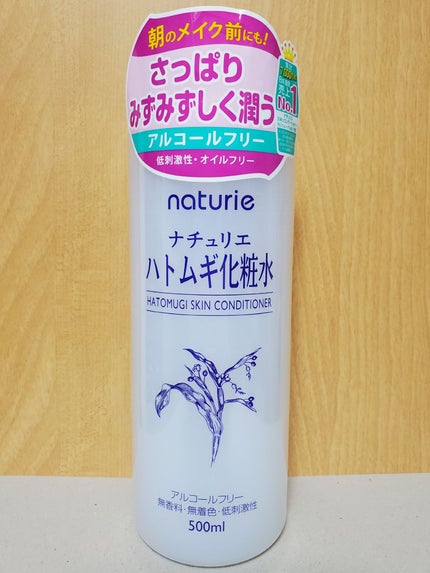 朝のメイク前にも!
さっぱり
みずみずしく潤う
アルコールフリー
低刺激性・オイルフリー
No.1
naturie
ナチュリエ
ハトムギ化粧水
HATOMUGI SKIN CONDITIONER
アルコールフリー
無香料・無着色・低刺激性
500ml